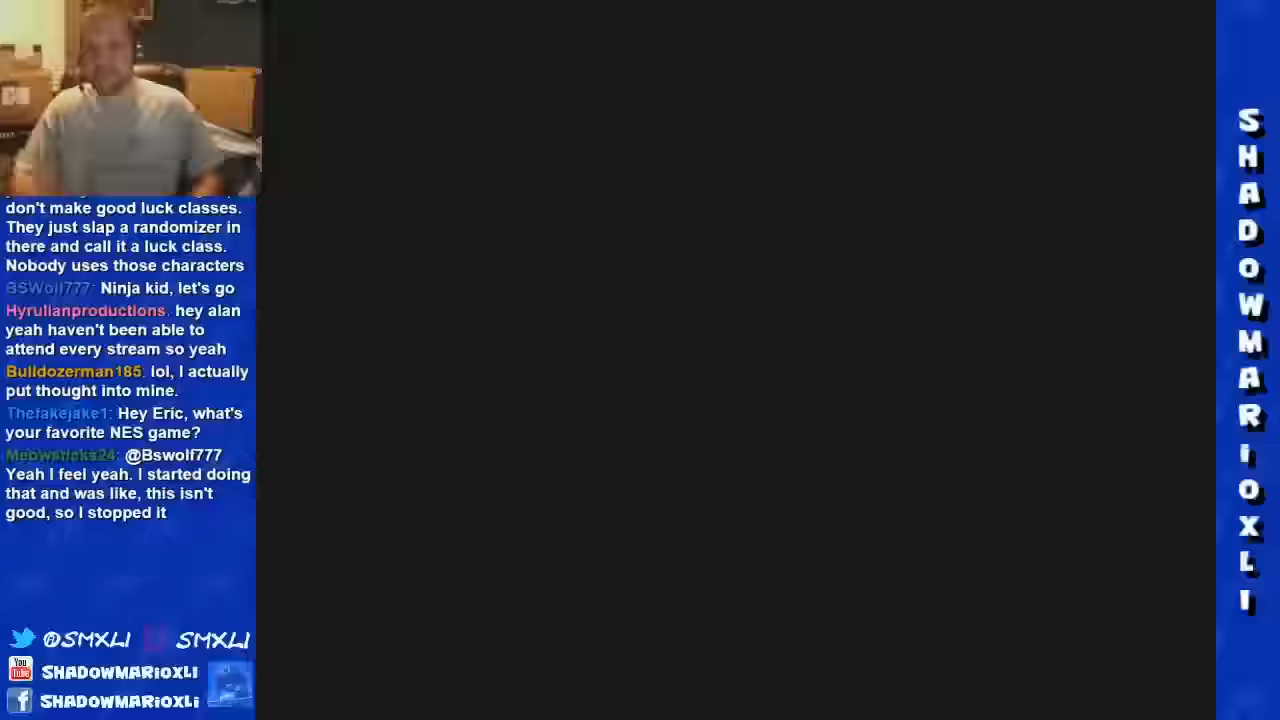 don't make good luck classes.
They just slap a randomizer in
there and call it a luck class.
Nobody uses those characters
BSWolf777: Ninja kid, let's go
Hyrulianproductions: hey alan
yeah haven't been able to
attend every stream so yeah
Bulldozerman185: lol, I actually
put thought into mine.
Thefakejake1: Hey Eric, what's
your favorite NES game?
Meowsticks24: @Bswolf777
Yeah I feel yeah. I started doing
that and was like, this isn't
good, so I stopped it
@SMXLI SMXLI
You Tube SHADOWMARiOXLi
f SHADOWMARiOXLi
SHADOWMARiOXLI